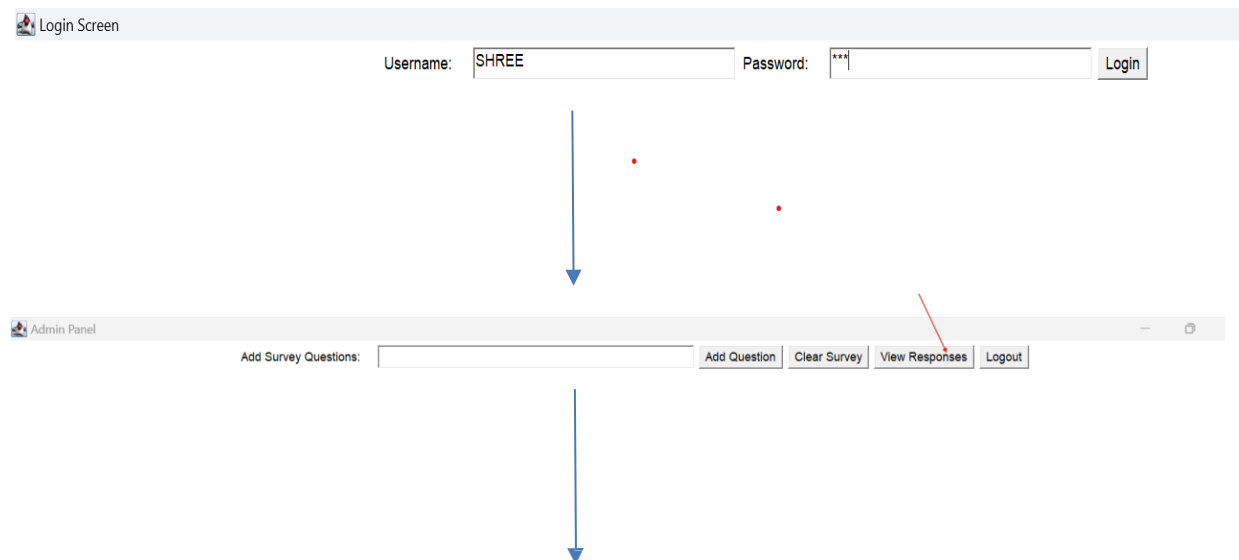 Login Screen
Username: SHREE Password: *** Login
Admin Panel
Add Survey Questions: Add Question Clear Survey View Responses Logout